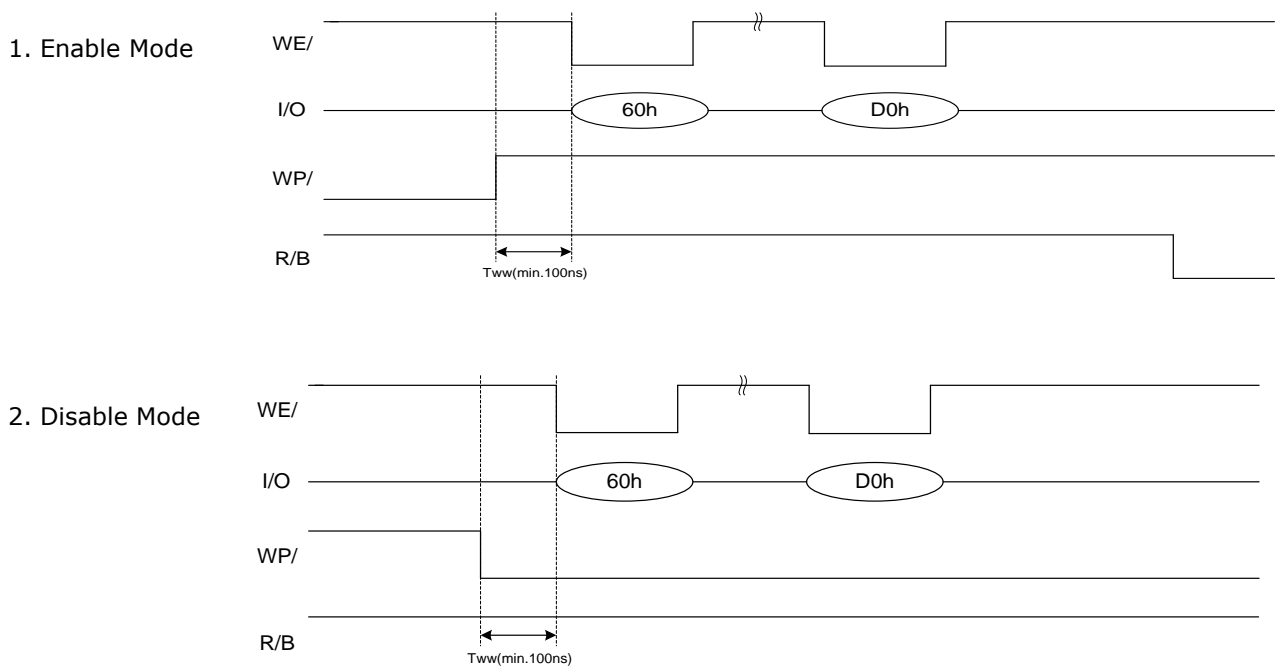 1. Enable Mode
WE/
I/O
60h
D0h
WP/
R/B
Tww(min.100ns)
2. Disable Mode
WE/
I/O
60h
D0h
WP/
R/B
Tww(min.100ns)